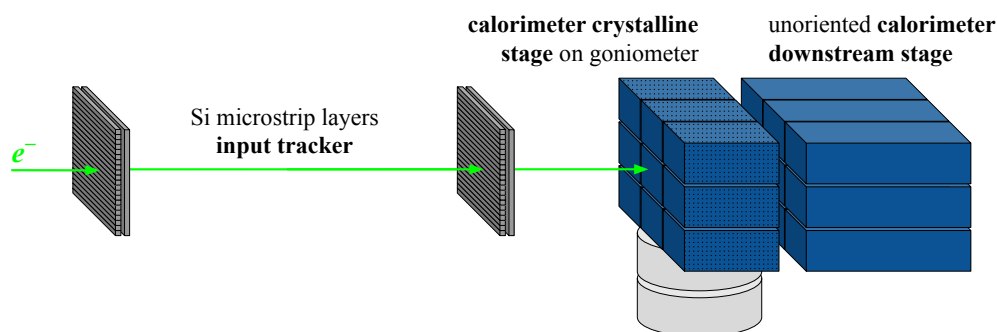 calorimeter crystalline
stage on goniometer
unoriented calorimeter
downstream stage
Si microstrip layers
input tracker
e⁻